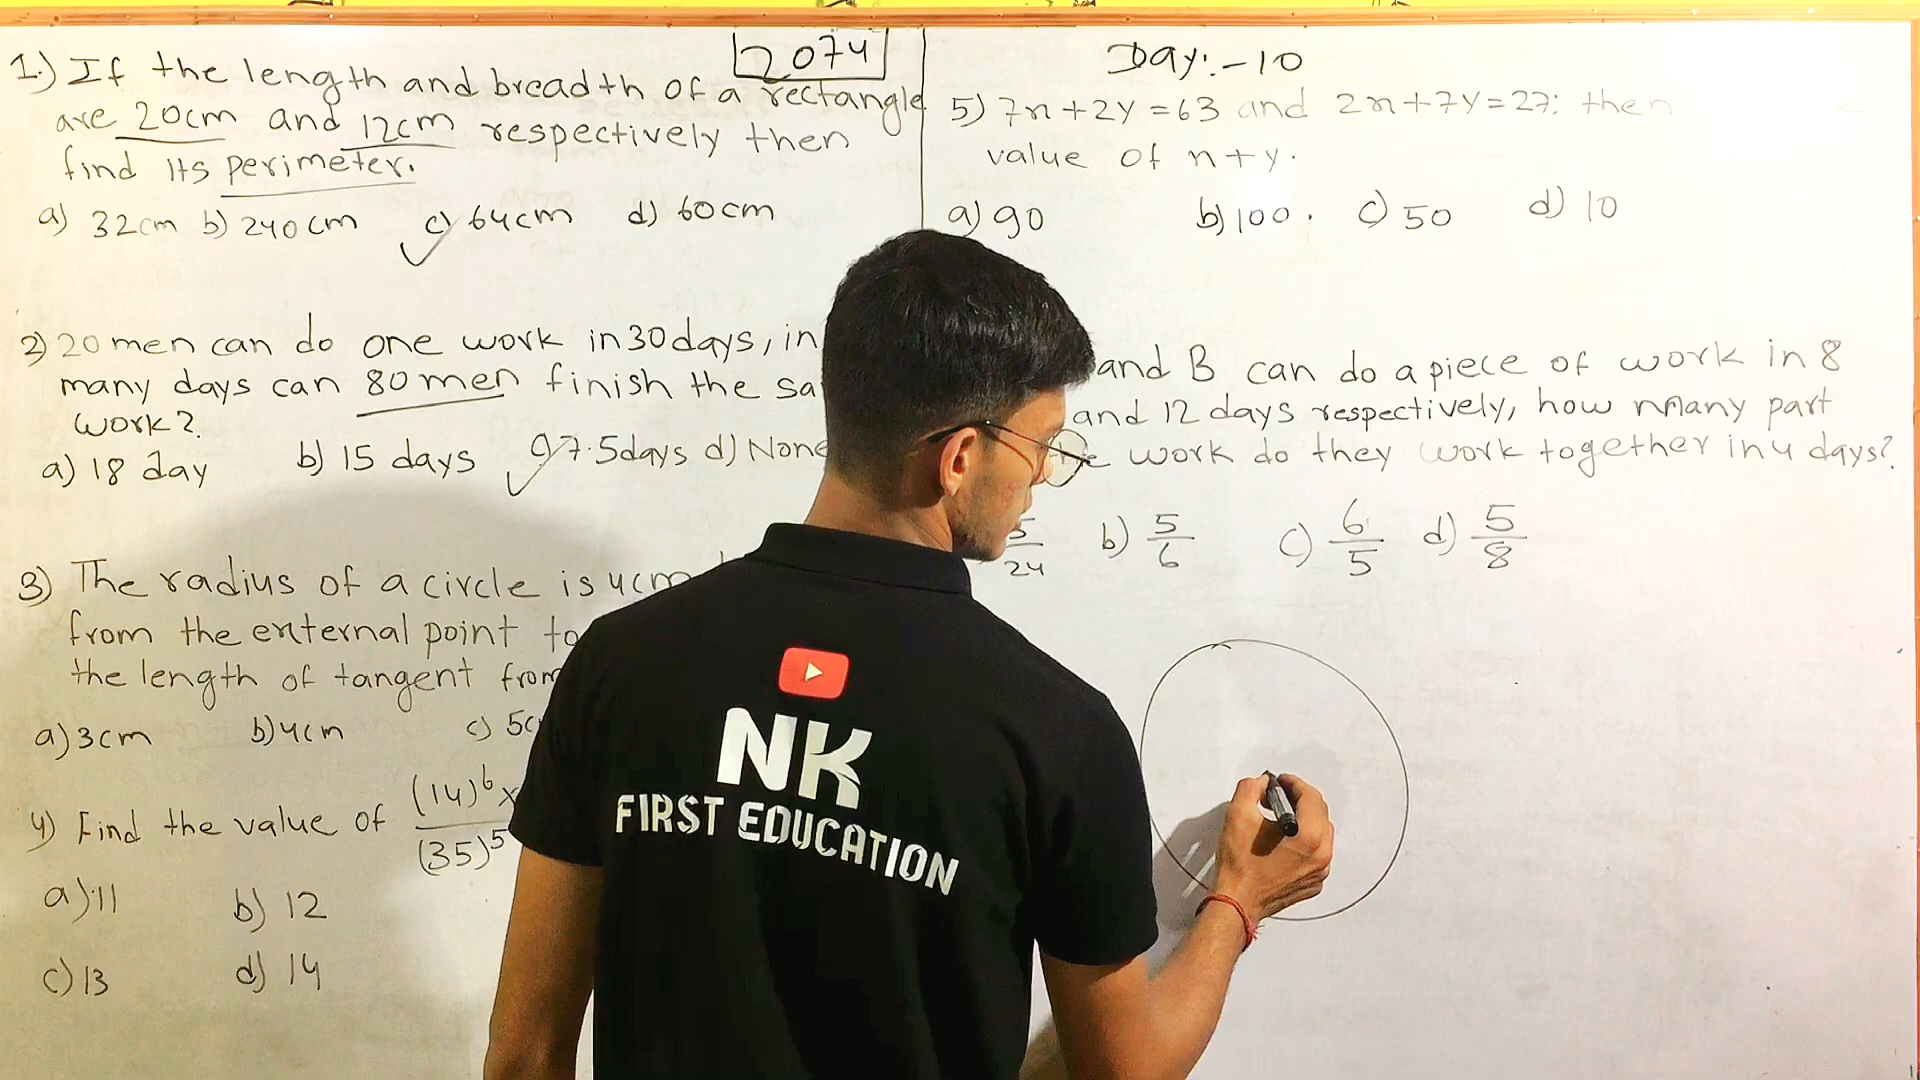 2074
1.) If the length and breadth of a rectangle
are 20cm and 12cm respectively then
find its perimeter.
a) 32cm b) 240cm c) 64cm d) 60cm
2) 20 men can do one work in 30 days, in
many days can 80 men finish the sa
work?
a) 18 day b) 15 days c) 7.5days d) None
3) The radius of a circle is 4cm
from the external point to
the length of tangent from
a) 3cm b) 4cm c) 5c
4) Find the value of (14)⁶ x
(35)⁵
a) 11 b) 12
c) 13 d) 14
Day:-10
5) 7x+2y=63 and 2x+7y=27: then
value of x+y.
a) 90 b) 100. c) 50 d) 10
and B can do a piece of work in 8
and 12 days respectively, how many part
work do they work together in 4 days?
5/24 b) 5/6 c) 6/5 d) 5/8
NK
FIRST EDUCATION